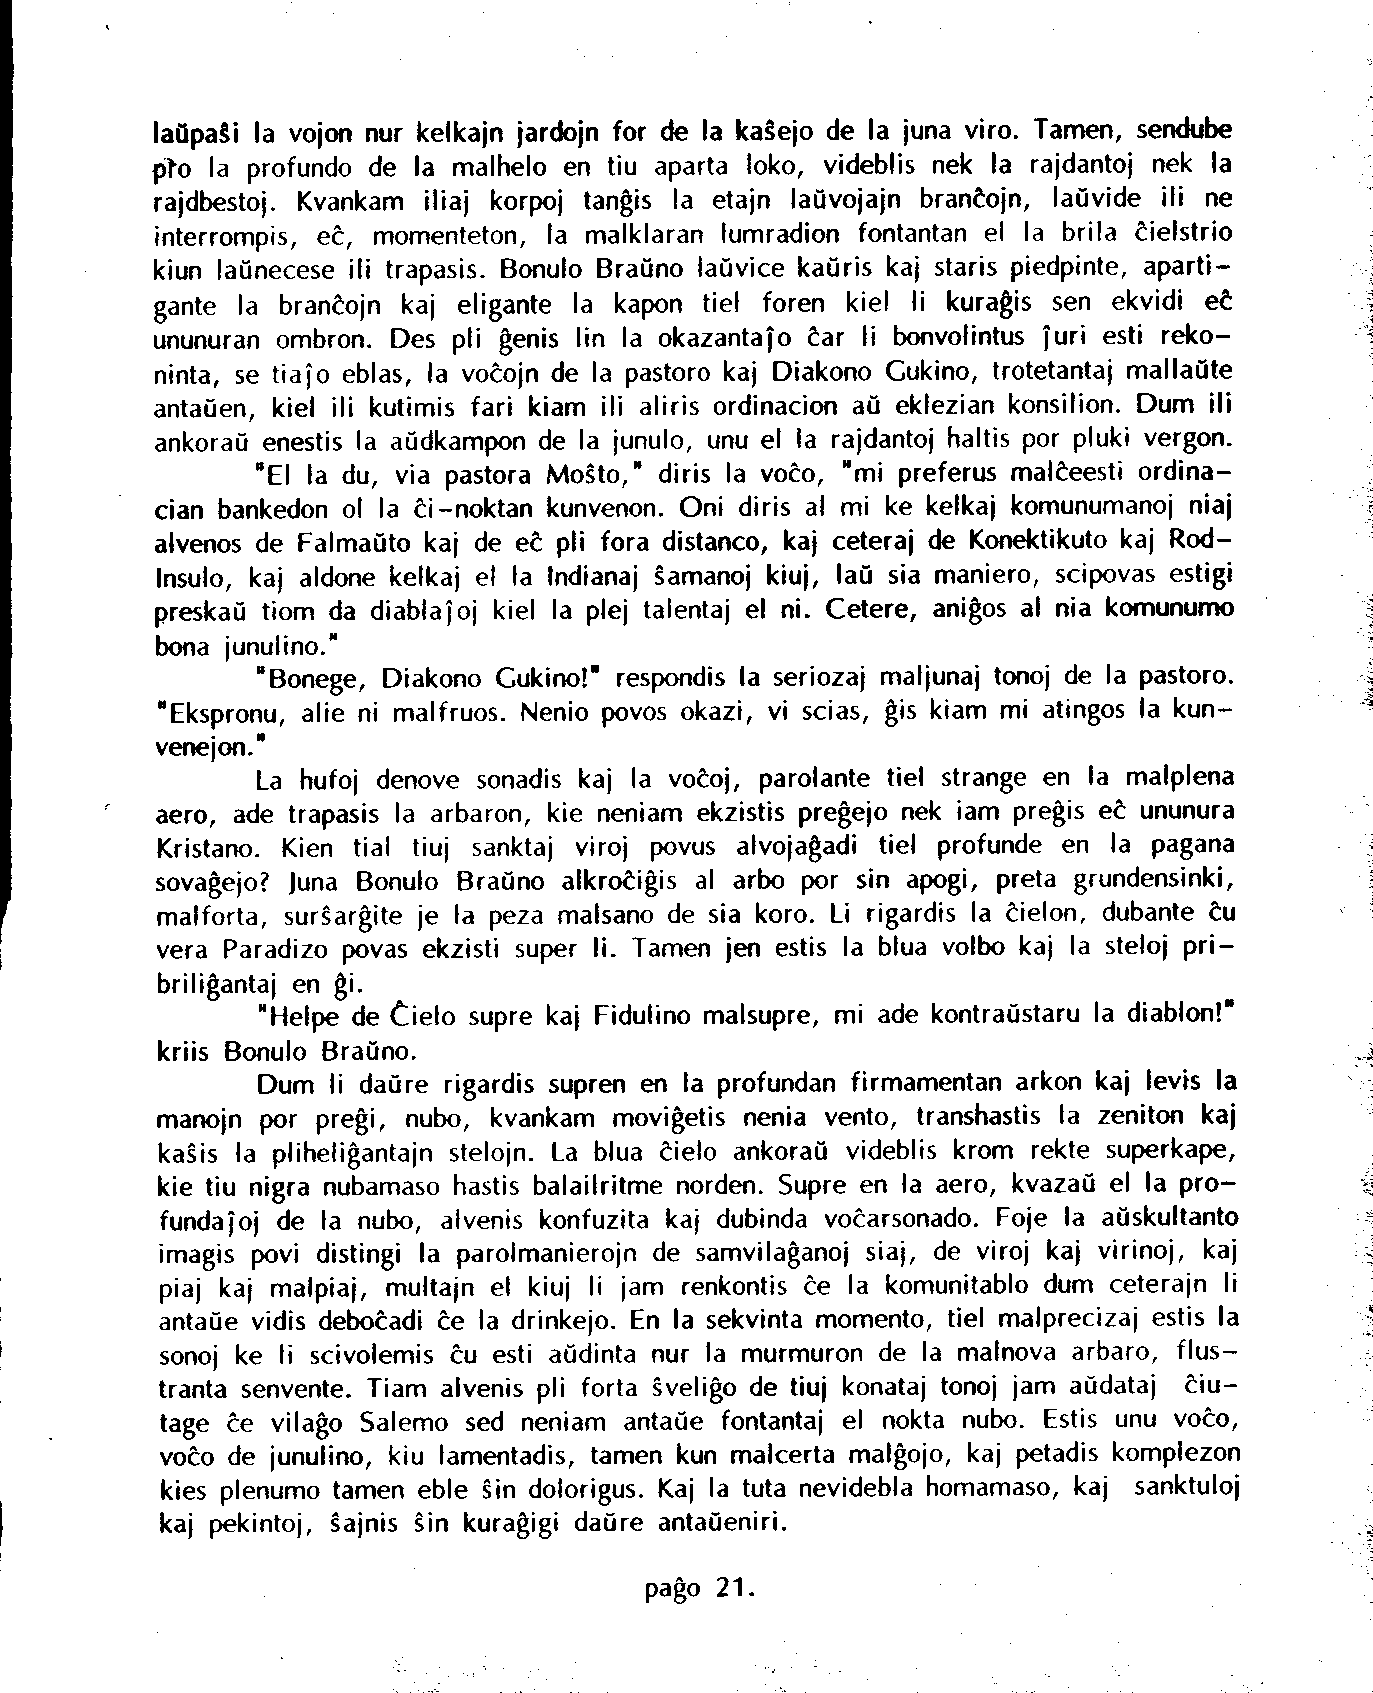 laŭpaŝi la vojon nur kelkajn jardojn for de la kaŝejo de la juna viro. Tamen, sendube
pro la profundo de la malhelo en tiu aparta loko, videblis nek la rajdantoj nek la
rajdbestoj. Kvankam iliaj korpoj tanĝis la etajn laŭvojajn branĉojn, laŭvide ili ne
interrompis, eĉ, momenteton, la malklaran lumradion fontantan el la brila ĉielstrio
kiun laŭnecese ili trapasis. Bonulo Braŭno laŭvice kaŭris kaj staris piedpinte, aparti-
gante la branĉojn kaj eligante la kapon tiel foren kiel li kuraĝis sen ekvidi eĉ
ununuran ombron. Des pli ĝenis lin la okazantaĵo ĉar li bonvolintus ĵuri esti reko-
ninta, se tiaĵo eblas, la voĉojn de la pastoro kaj Diakono Gukino, trotetantaj mallaŭte
antaŭen, kiel ili kutimis fari kiam ili aliris ordinacion aŭ eklezian konsilion. Dum ili
ankoraŭ enestis la aŭdkampon de la junulo, unu el la rajdantoj haltis por pluki vergon.
"El la du, via pastora Moŝto," diris la voĉo, "mi preferus malĉeesti ordina-
cian bankedon ol la ĉi-noktan kunvenon. Oni diris al mi ke kelkaj komunumanoj niaj
alvenos de Falmaŭto kaj de eĉ pli fora distanco, kaj ceteraj de Konektikuto kaj Rod-
Insulo, kaj aldone kelkaj el la Indianaj ŝamanoj kiuj, laŭ sia maniero, scipovas estigi
preskaŭ tiom da diablaĵoj kiel la plej talentaj el ni. Cetere, aniĝos al nia komunumo
bona junulino."
"Bonege, Diakono Gukino!" respondis la seriozaj maljunaj tonoj de la pastoro.
"Ekspronu, alie ni malfruos. Nenio povos okazi, vi scias, ĝis kiam mi atingos la kun-
venejon."
La hufoj denove sonadis kaj la voĉoj, parolante tiel strange en la malplena
aero, ade trapasis la arbaron, kie neniam ekzistis preĝejo nek iam preĝis eĉ ununura
Kristano. Kien tial tiuj sanktaj viroj povus alvojaĝadi tiel profunde en la pagana
sovaĝejo? Juna Bonulo Braŭno alkroĉiĝis al arbo por sin apogi, preta grundensinki,
malforta, surŝarĝite je la peza malsano de sia koro. Li rigardis la ĉielon, dubante ĉu
vera Paradizo povas ekzisti super li. Tamen jen estis la blua volbo kaj la steloj pri-
briliĝantaj en ĝi.
"Helpe de Ĉielo supre kaj Fidulino malsupre, mi ade kontraŭstaru la diablon!"
kriis Bonulo Braŭno.
Dum li daŭre rigardis supren en la profundan firmamentan arkon kaj levis la
manojn por preĝi, nubo, kvankam moviĝetis nenia vento, transhastis la zeniton kaj
kaŝis la pliheliĝantajn stelojn. La blua ĉielo ankoraŭ videblis krom rekte superkape,
kie tiu nigra nubamaso hastis balailritme norden. Supre en la aero, kvazaŭ el la pro-
fundaĵoj de la nubo, alvenis konfuzita kaj dubinda voĉarsonado. Foje la aŭskultanto
imagis povi distingi la parolmanierojn de samvilaĝanoj siaj, de viroj kaj virinoj, kaj
piaj kaj malpiaj, multajn el kiuj li jam renkontis ĉe la komunitablo dum ceterajn li
antaŭe vidis deboĉadi ĉe la drinkejo. En la sekvinta momento, tiel malprecizaj estis la
sonoj ke li scivolemis ĉu esti aŭdinta nur la murmuron de la malnova arbaro, flus-
tranta senvente. Tiam alvenis pli forta ŝveliĝo de tiuj konataj tonoj jam aŭdataj ĉiu-
tage ĉe vilaĝo Salemo sed neniam antaŭe fontantaj el nokta nubo. Estis unu voĉo,
voĉo de junulino, kiu lamentadis, tamen kun malcerta malĝojo, kaj petadis komplezon
kies plenumo tamen eble ŝin dolorigus. Kaj la tuta nevidebla homamaso, kaj sanktuloj
kaj pekintoj, ŝajnis ŝin kuraĝigi daŭre antaŭeniri.
paĝo 21.